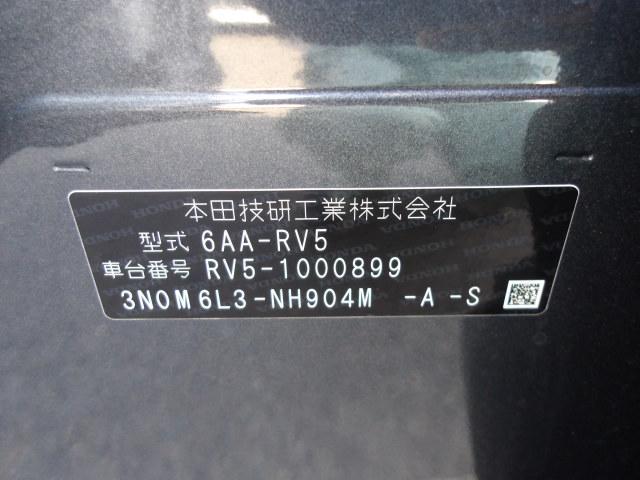 本田技研工業株式会社
型式 6AA-RV5
車台番号 RV5-1000899
3N0M6L3-NH904M -A -S